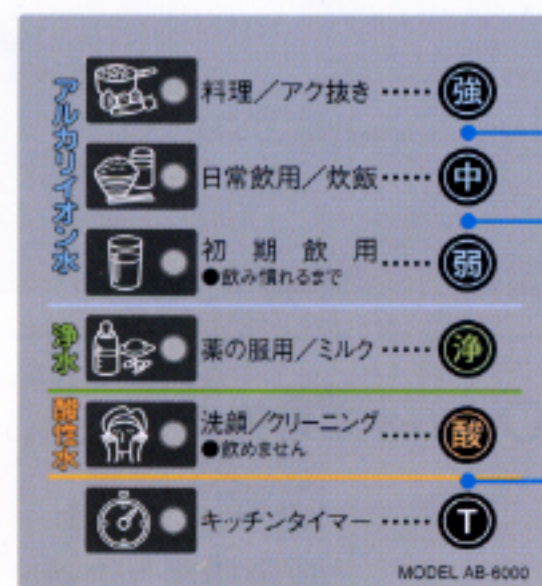 アルカリイオン水
料理／アク抜き ‥‥‥ 強
日常飲用／炊飯 ‥‥‥ 中
初期飲用 ‥‥‥ 弱
●飲み慣れるまで
浄水
薬の服用／ミルク ‥‥‥ 浄
酸性水
洗顔／クリーニング ‥‥‥ 酸
●飲めません
キッチンタイマー ‥‥‥ T
MODEL AB-6000